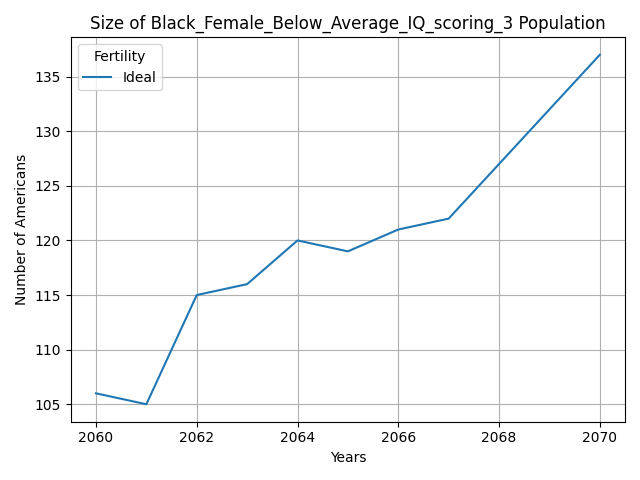 Size of Black_Female_Below_Average_IQ_scoring_3 Population
Fertility
Ideal
Number of Americans
135
130
125
120
115
110
105
2060 2062 2064 2066 2068 2070
Years